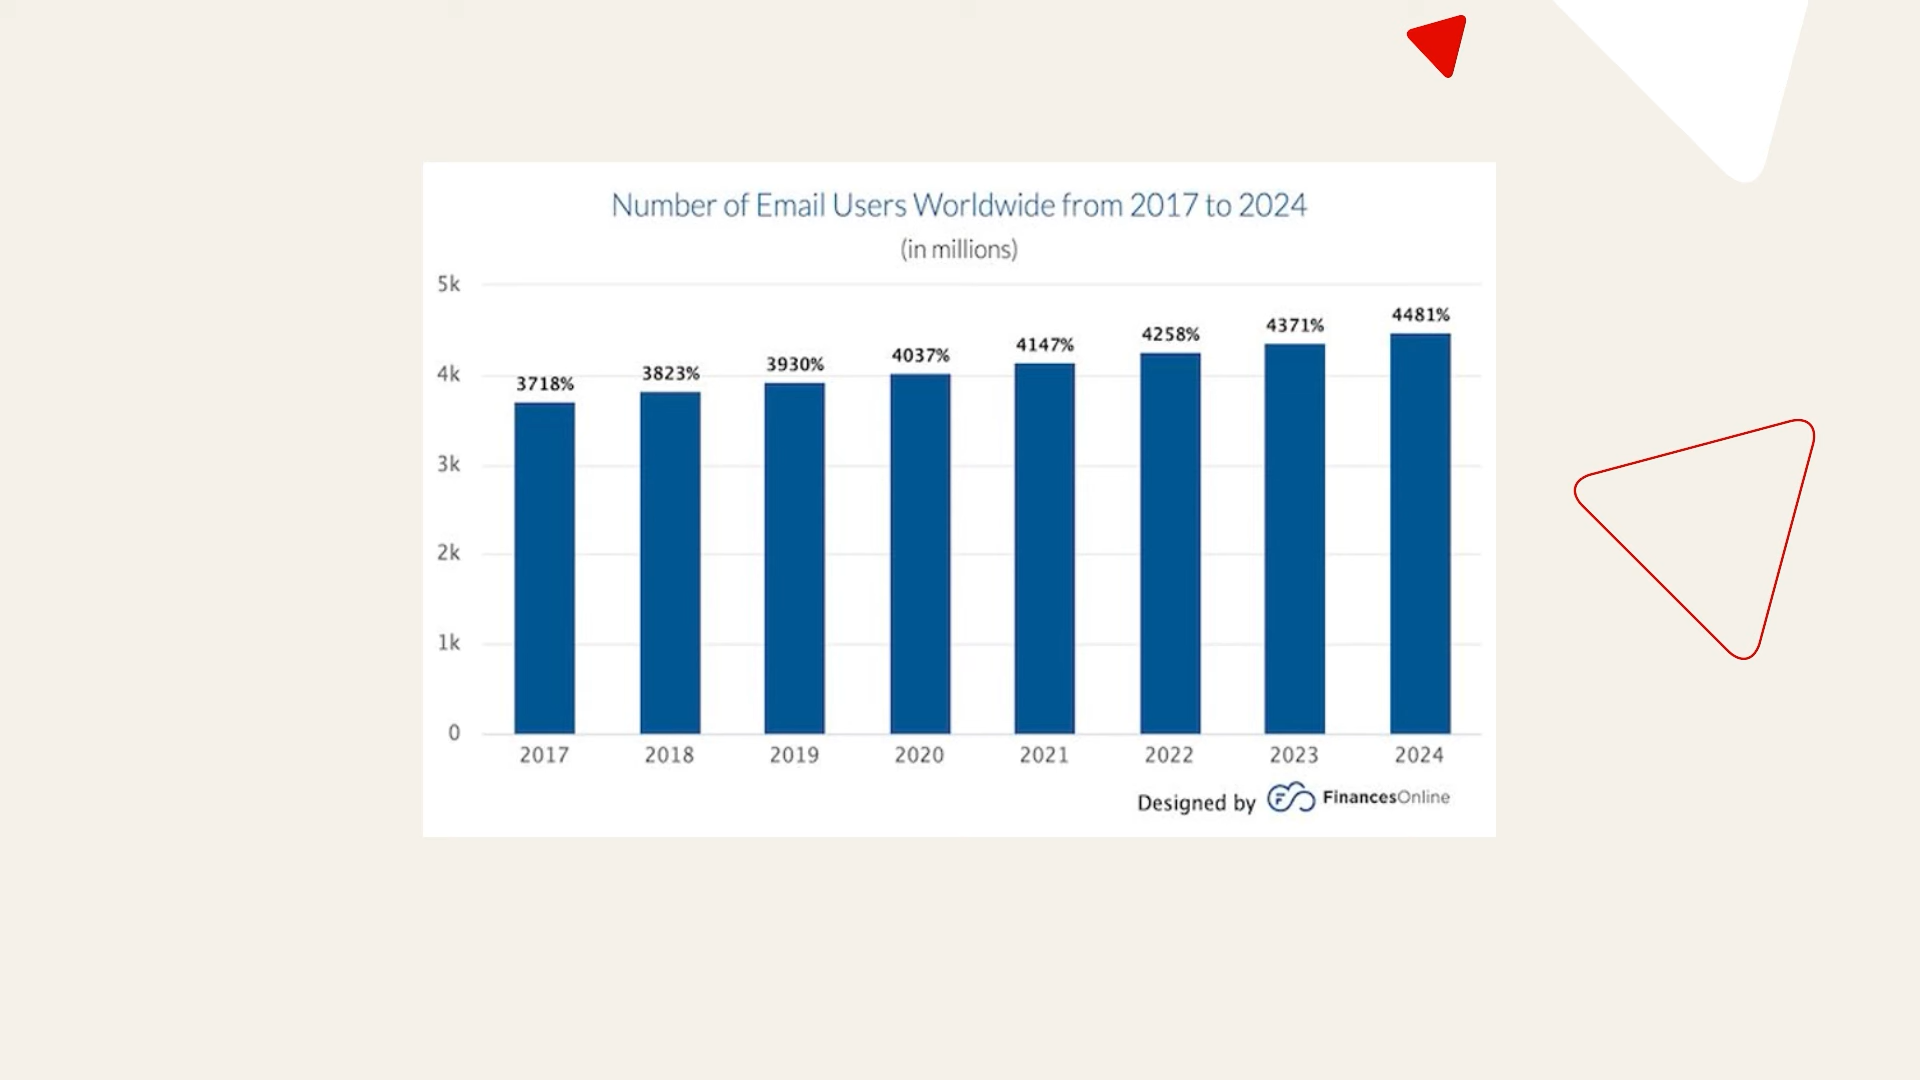 Number of Email Users Worldwide from 2017 to 2024
(in millions)
5k
4k
3k
2k
1k
0
3718%
3823%
3930%
4037%
4147%
4258%
4371%
4481%
2017 2018 2019 2020 2021 2022 2023 2024
Designed by FinancesOnline